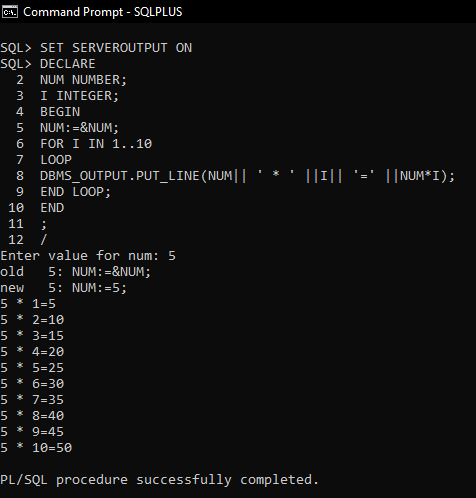 Command Prompt - SQLPLUS
SQL> SET SERVEROUTPUT ON
SQL> DECLARE
  2  NUM NUMBER;
  3  I INTEGER;
  4  BEGIN
  5  NUM:=&NUM;
  6  FOR I IN 1..10
  7  LOOP
  8  DBMS_OUTPUT.PUT_LINE(NUM|| ' * ' ||I|| '=' ||NUM*I);
  9  END LOOP;
 10  END
 11  ;
 12  /
Enter value for num: 5
old   5: NUM:=&NUM;
new   5: NUM:=5;
5 * 1=5
5 * 2=10
5 * 3=15
5 * 4=20
5 * 5=25
5 * 6=30
5 * 7=35
5 * 8=40
5 * 9=45
5 * 10=50
PL/SQL procedure successfully completed.